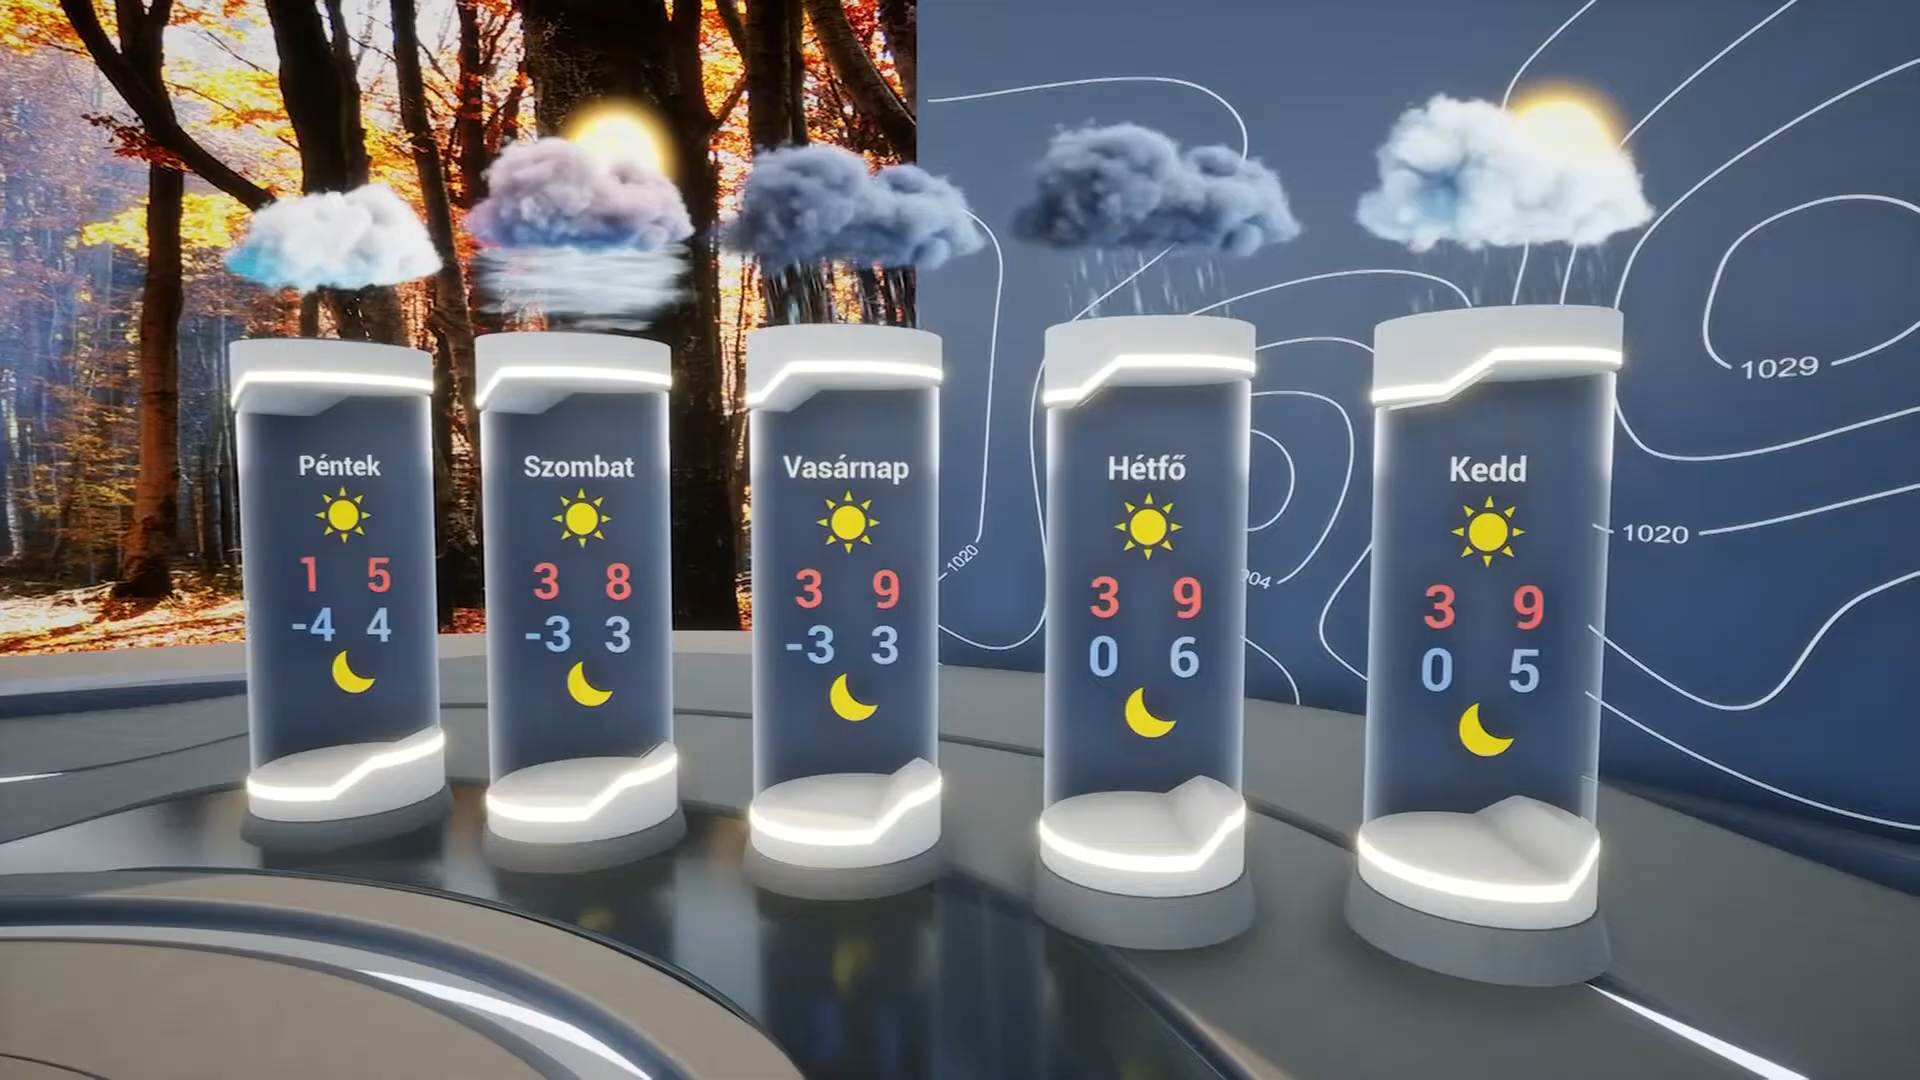 Péntek
1 5
-4 4
Szombat
3 8
-3 3
Vasárnap
3 9
-3 3
Hétfő
3 9
0 6
Kedd
3 9
0 5
1029
1020
1020